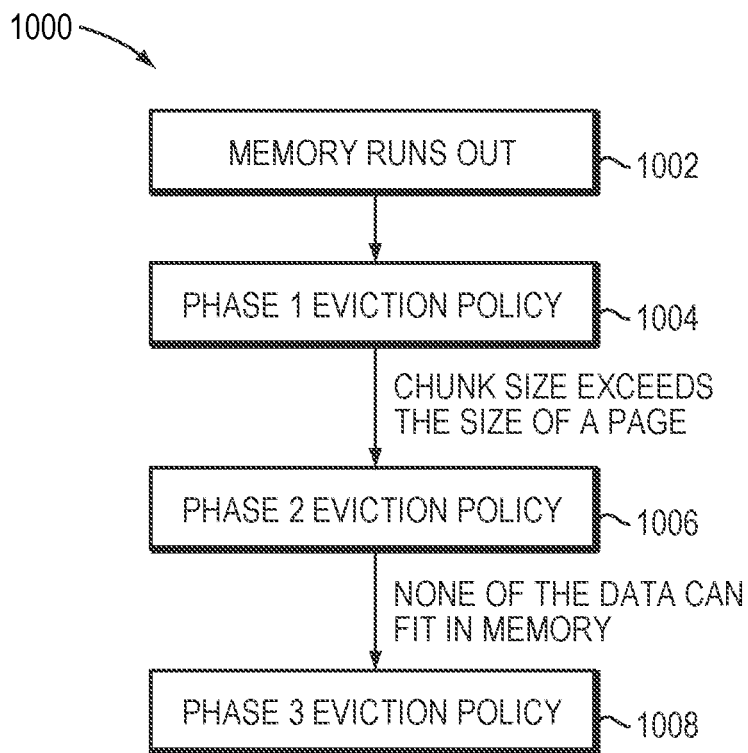 1000
MEMORY RUNS OUT
1002
PHASE 1 EVICTION POLICY
1004
CHUNK SIZE EXCEEDS
THE SIZE OF A PAGE
PHASE 2 EVICTION POLICY
1006
NONE OF THE DATA CAN
FIT IN MEMORY
PHASE 3 EVICTION POLICY
1008